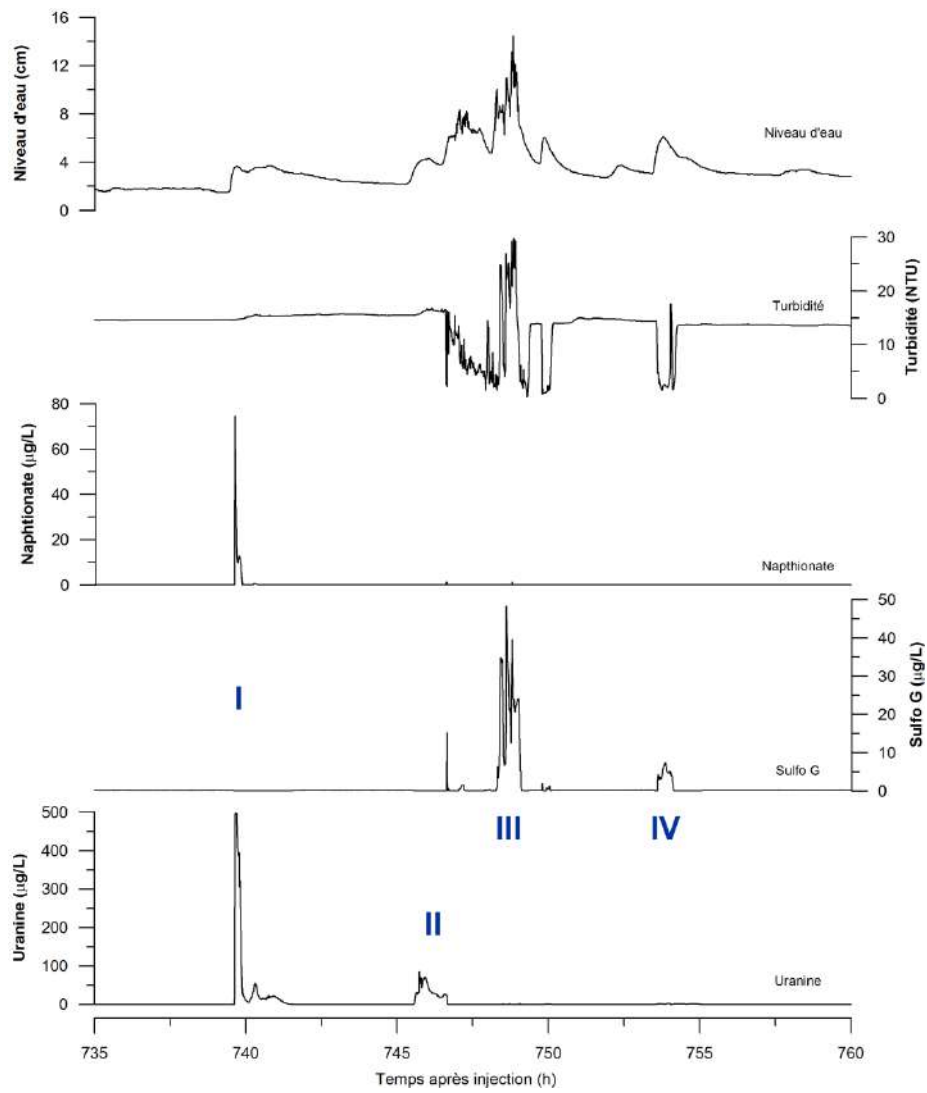 16
12
8
4
0
Niveau d'eau (cm)
Niveau d'eau
30
20
10
0
Turbidité (NTU)
Turbidité
80
60
40
20
0
Naphtionate (µg/L)
Napthionate
50
40
30
20
10
0
Sulfo G (µg/L)
Sulfo G
I
III
IV
500
400
300
200
100
0
Uranine (µg/L)
II
Uranine
735
740
745
750
755
760
Temps après injection (h)